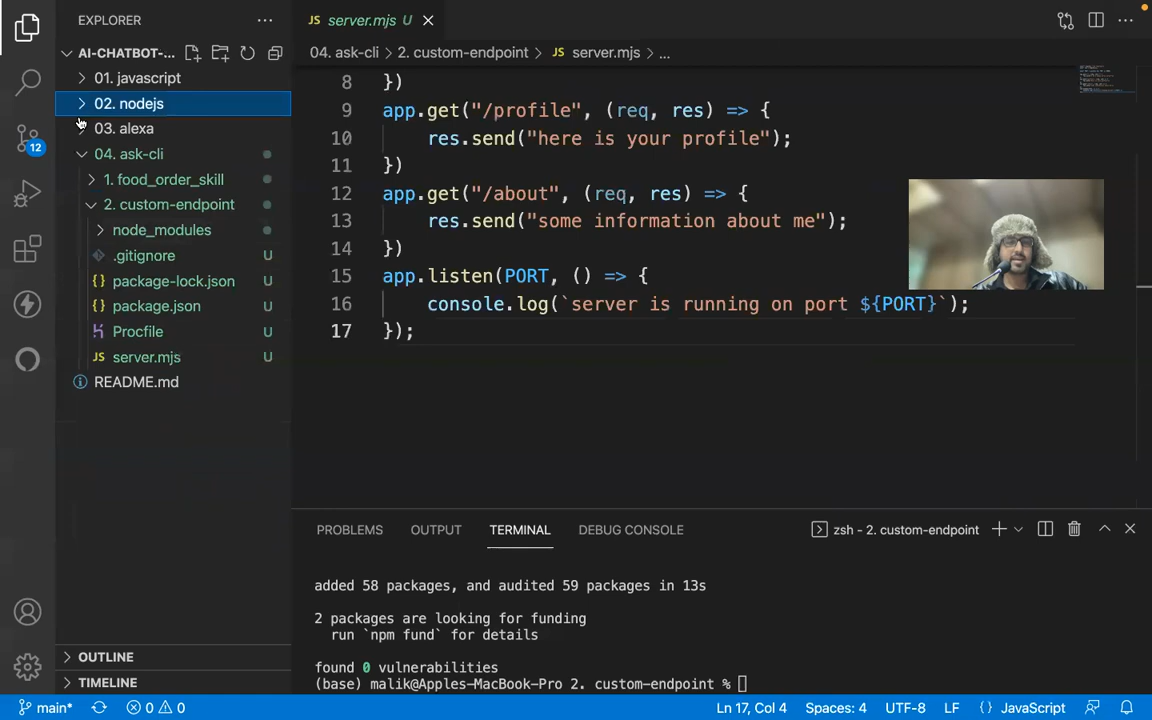 EXPLORER
AI-CHATBOT-...
01. javascript
02. nodejs
03. alexa
04. ask-cli
1. food_order_skill
2. custom-endpoint
node_modules
.gitignore U
package-lock.json U
package.json U
Procfile U
JS server.mjs U
README.md
OUTLINE
TIMELINE
12
JS server.mjs U
04. ask-cli > 2. custom-endpoint > JS server.mjs > ...
8 })
9 app.get("/profile", (req, res) => {
10 res.send("here is your profile");
11 })
12 app.get("/about", (req, res) => {
13 res.send("some information about me");
14 })
15 app.listen(PORT, () => {
16 console.log(`server is running on port ${PORT}`);
17 });
PROBLEMS OUTPUT TERMINAL DEBUG CONSOLE
zsh - 2. custom-endpoint
added 58 packages, and audited 59 packages in 13s
2 packages are looking for funding
run `npm fund` for details
found 0 vulnerabilities
(base) malik@Apples-MacBook-Pro 2. custom-endpoint %
main* 0 0 Ln 17, Col 4 Spaces: 4 UTF-8 LF {} JavaScript